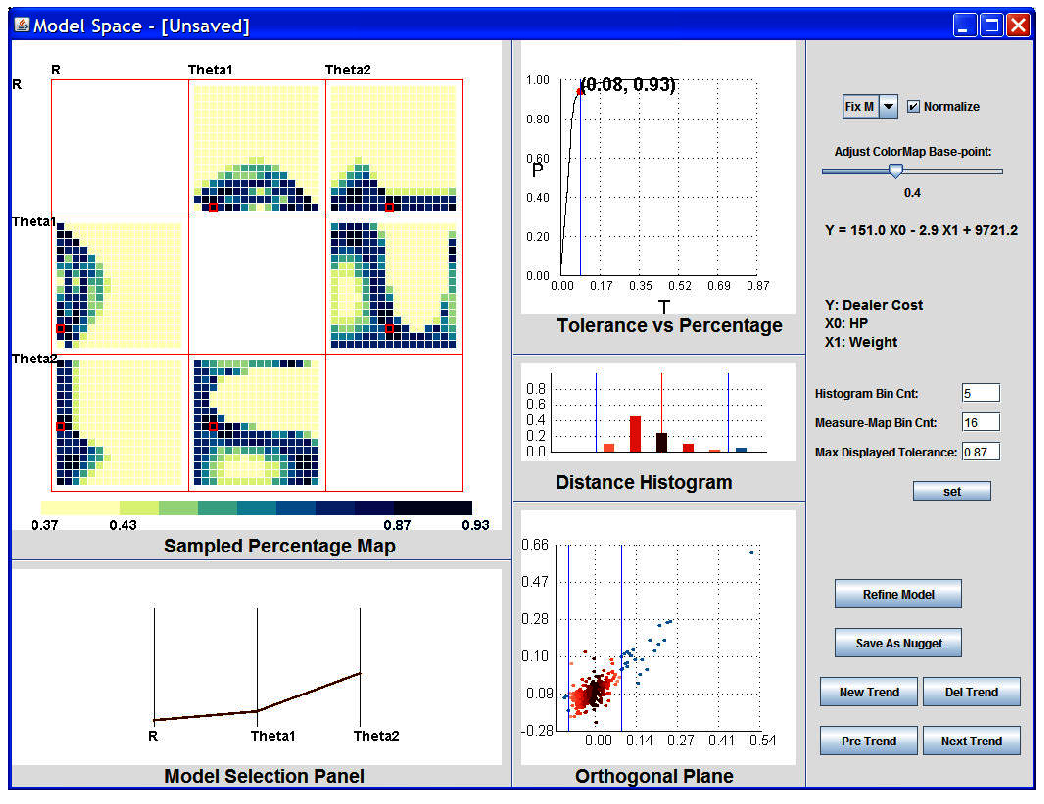 Model Space - [Unsaved]
R Theta1 Theta2
R
Theta1
Theta2
0.37 0.43 0.87 0.93
Sampled Percentage Map
R Theta1 Theta2
Model Selection Panel
(0.08, 0.93)
1.00
0.80
0.60
P
0.40
0.20
0.00
0.00 0.17 0.35 0.52 0.69 0.87
T
Tolerance vs Percentage
0.8
0.6
0.4
0.2
0.0
Distance Histogram
0.66
0.47
0.28
0.10
0.09
-0.28
0.00 0.14 0.27 0.41 0.54
Orthogonal Plane
Fix M Normalize
Adjust ColorMap Base-point:
0.4
Y = 151.0 X0 - 2.9 X1 + 9721.2
Y: Dealer Cost
X0: HP
X1: Weight
Histogram Bin Cnt: 5
Measure-Map Bin Cnt: 16
Max Displayed Tolerance: 0.87
set
Refine Model
Save As Nugget
New Trend Del Trend
Pre Trend Next Trend